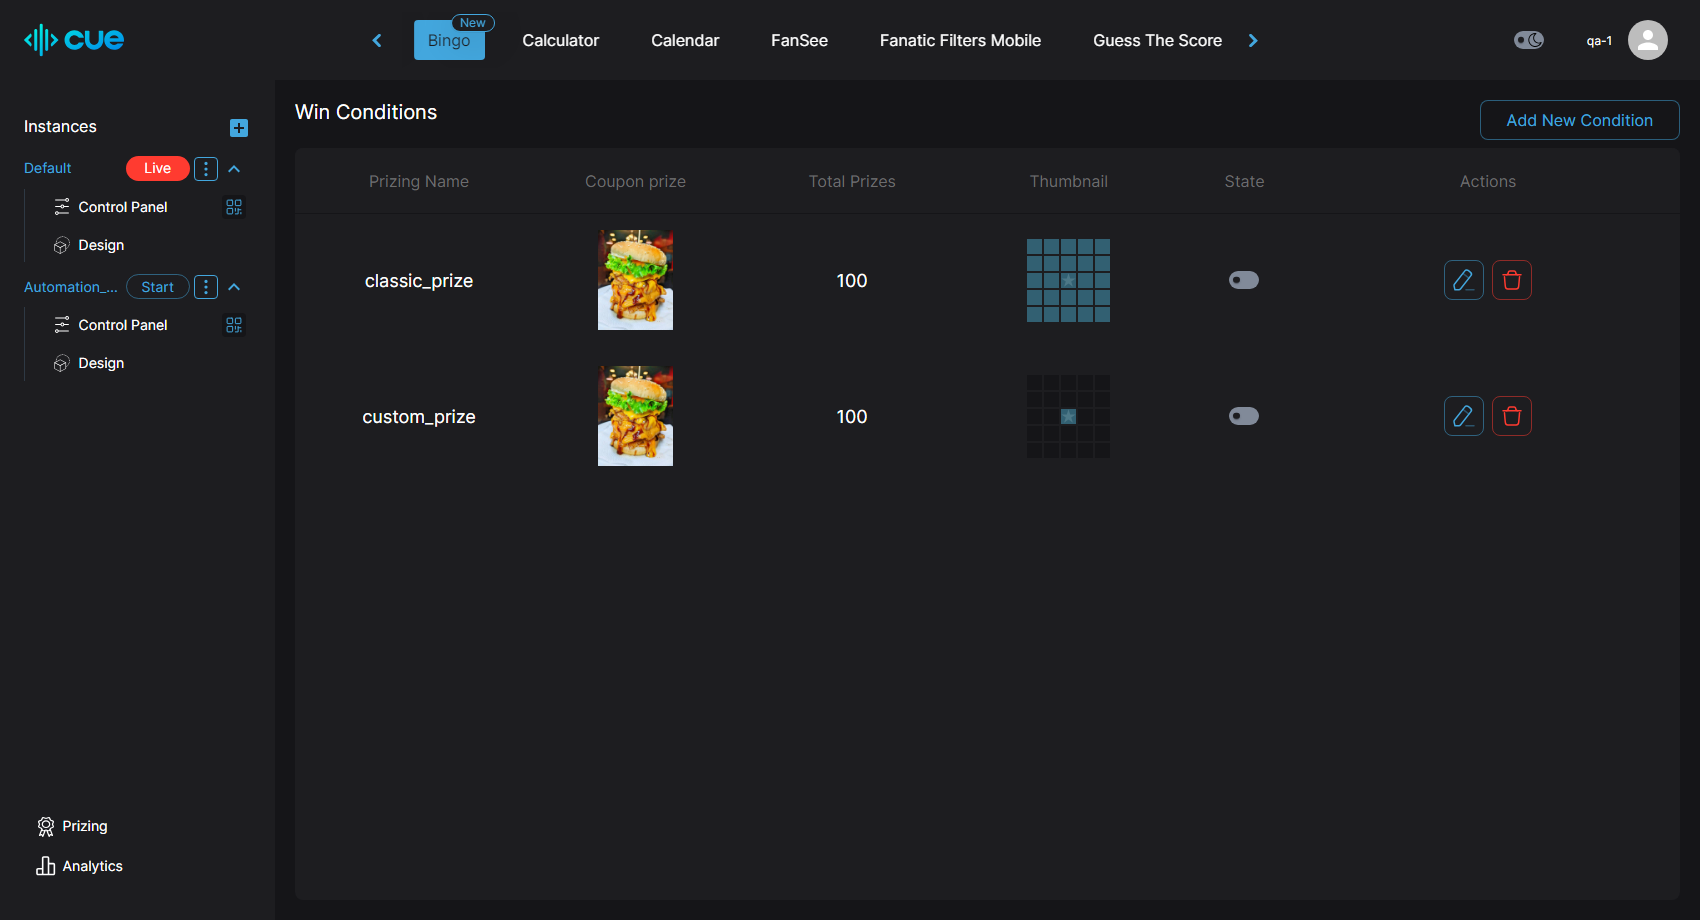 cue
New
Bingo
Calculator
Calendar
FanSee
Fanatic Filters Mobile
Guess The Score
qa-1
Instances
Default
Live
Control Panel
Design
Automation_...
Start
Control Panel
Design
Prizing
Analytics
Win Conditions
Add New Condition
Prizing Name
Coupon prize
Total Prizes
Thumbnail
State
Actions
classic_prize
100
custom_prize
100